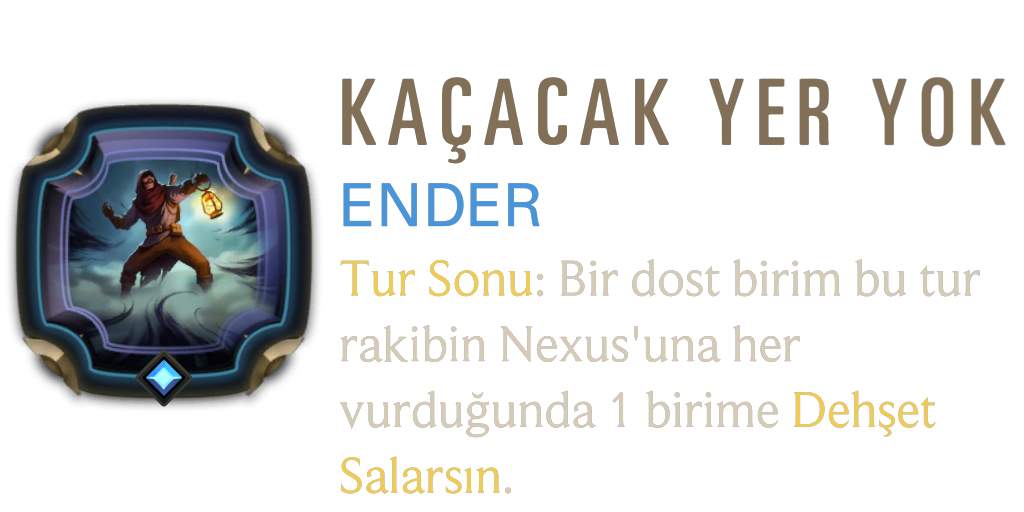 KAÇACAK YER YOK
ENDER
Tur Sonu: Bir dost birim bu tur
rakibin Nexus'una her
vurduğunda 1 birime Dehşet
Salarsın.